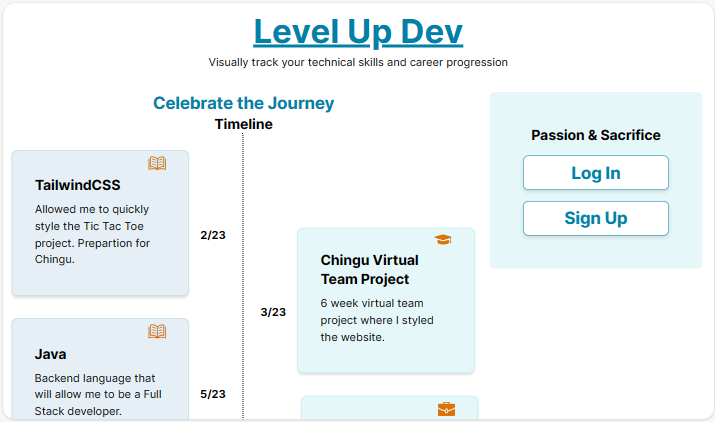 Level Up Dev
Visually track your technical skills and career progression
Celebrate the Journey
Timeline
TailwindCSS
Allowed me to quickly
style the Tic Tac Toe
project. Prepartion for
Chingu.
2/23
Chingu Virtual
Team Project
6 week virtual team
project where I styled
the website.
3/23
Java
Backend language that
will allow me to be a Full
Stack developer.
5/23
Passion & Sacrifice
Log In
Sign Up